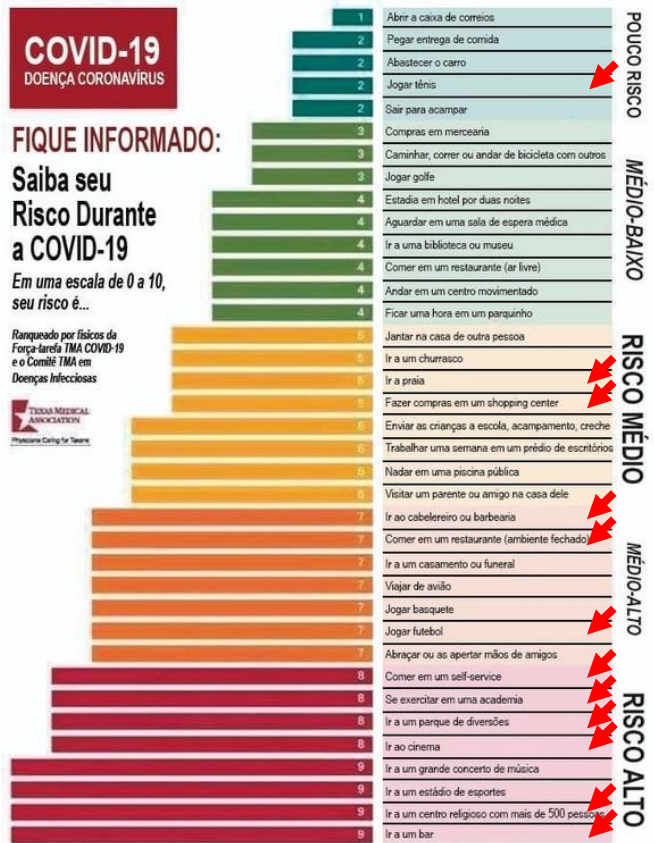 COVID-19
DOENÇA CORONAVÍRUS
FIQUE INFORMADO:
Saiba seu
Risco Durante
a COVID-19
Em uma escala de 0 a 10,
seu risco é...
Ranqueado por físicos da
Força-tarefa TMA COVID-19
e o Comitê TMA em
Doenças Infecciosas
TEXAS MEDICAL
ASSOCIATION
Physicians Caring for Texans
1 Abrir a caixa de correios
2 Pegar entrega de comida
2 Abastecer o carro
2 Jogar tênis
2 Sair para acampar
POUCO RISCO
3 Compras em mercearia
3 Caminhar, correr ou andar de bicicleta com outros
3 Jogar golfe
4 Estadia em hotel por duas noites
4 Aguardar em uma sala de espera médica
4 Ir a uma biblioteca ou museu
4 Comer em um restaurante (ar livre)
4 Andar em um centro movimentado
4 Ficar uma hora em um parquinho
MÉDIO-BAIXO
5 Jantar na casa de outra pessoa
5 Ir a um churrasco
5 Ir a praia
5 Fazer compras em um shopping center
6 Enviar as crianças a escola, acampamento, creche
6 Trabalhar uma semana em um prédio de escritórios
6 Nadar em uma piscina pública
6 Visitar um parente ou amigo na casa dele
RISCO MÉDIO
7 Ir ao cabelereiro ou barbearia
7 Comer em um restaurante (ambiente fechado)
7 Ir a um casamento ou funeral
7 Viajar de avião
7 Jogar basquete
7 Jogar futebol
7 Abraçar ou as apertar mãos de amigos
MÉDIO-ALTO
8 Comer em um self-service
8 Se exercitar em uma academia
8 Ir a um parque de diversões
8 Ir ao cinema
9 Ir a um grande concerto de música
9 Ir a um estádio de esportes
9 Ir a um centro religioso com mais de 500 pessoas
9 Ir a um bar
RISCO ALTO